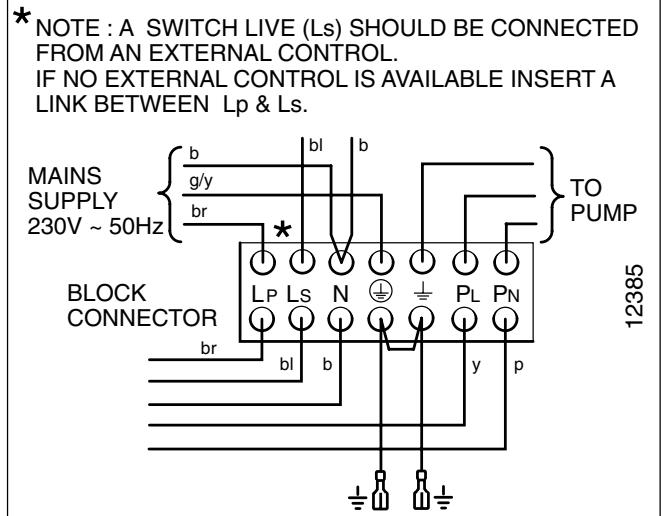 * NOTE : A SWITCH LIVE (Ls) SHOULD BE CONNECTED
FROM AN EXTERNAL CONTROL.
IF NO EXTERNAL CONTROL IS AVAILABLE INSERT A
LINK BETWEEN Lp & Ls.
b
bl
b
g/y
br
MAINS
SUPPLY
230V ~ 50Hz
*
TO
PUMP
BLOCK
CONNECTOR
LP LS N PL PN
12385
br
bl
b
y
p